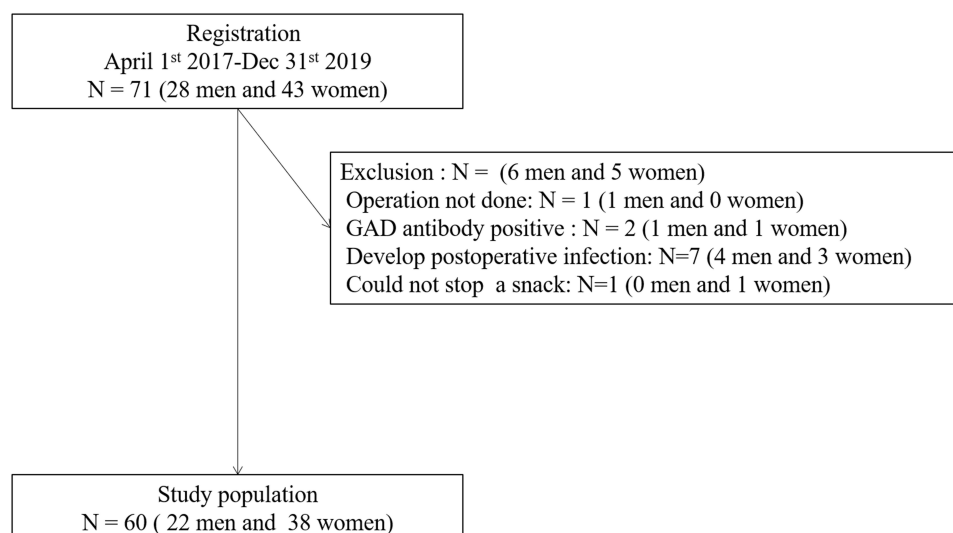 Registration
April 1st 2017-Dec 31st 2019
N = 71 (28 men and 43 women)
Exclusion : N = (6 men and 5 women)
Operation not done: N = 1 (1 men and 0 women)
GAD antibody positive : N = 2 (1 men and 1 women)
Develop postoperative infection: N=7 (4 men and 3 women)
Could not stop a snack: N=1 (0 men and 1 women)
Study population
N = 60 ( 22 men and 38 women)